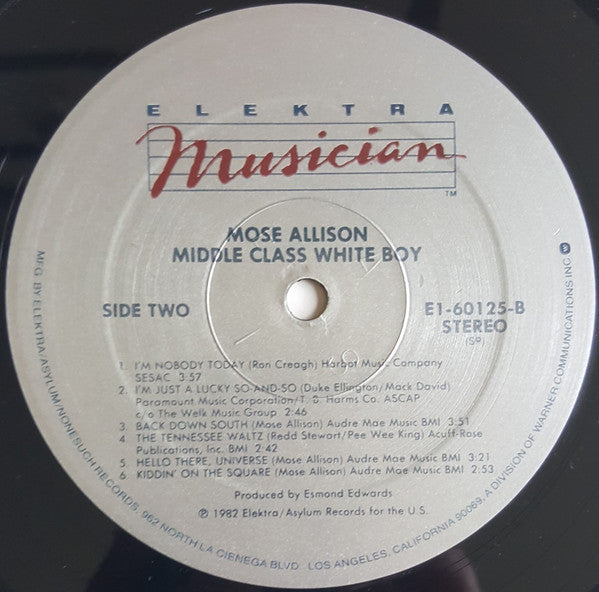 ELEKTRA
Musician
TM
MOSE ALLISON
MIDDLE CLASS WHITE BOY
SIDE TWO
E1-60125-B
STEREO
(SP)
1. I'M NOBODY TODAY (Ron Creagh) Harbot Music Company
SESAC 3:57
2. I'M JUST A LUCKY SO-AND-SO (Duke Ellington/Mack David)
Paramount Music Corporation/T. B. Harms Co. ASCAP
c/o The Welk Music Group 2:46
3. BACK DOWN SOUTH (Mose Allison) Audre Mae Music BMI 3:51
4. THE TENNESSEE WALTZ (Redd Stewart/Pee Wee King) Acuff-Rose
Publications, Inc. BMI 2:42
5. HELLO THERE, UNIVERSE (Mose Allison) Audre Mae Music BMI 3:21
6. KIDDIN' ON THE SQUARE (Mose Allison) Audre Mae Music BMI 2:53
Produced by Esmond Edwards
℗ 1982 Elektra/Asylum Records for the U.S.
MFG. BY ELEKTRA/ASYLUM/NONESUCH RECORDS, 962 NORTH LA CIENEGA BLVD., LOS ANGELES, CALIFORNIA 90069, A DIVISION OF WARNER COMMUNICATIONS INC